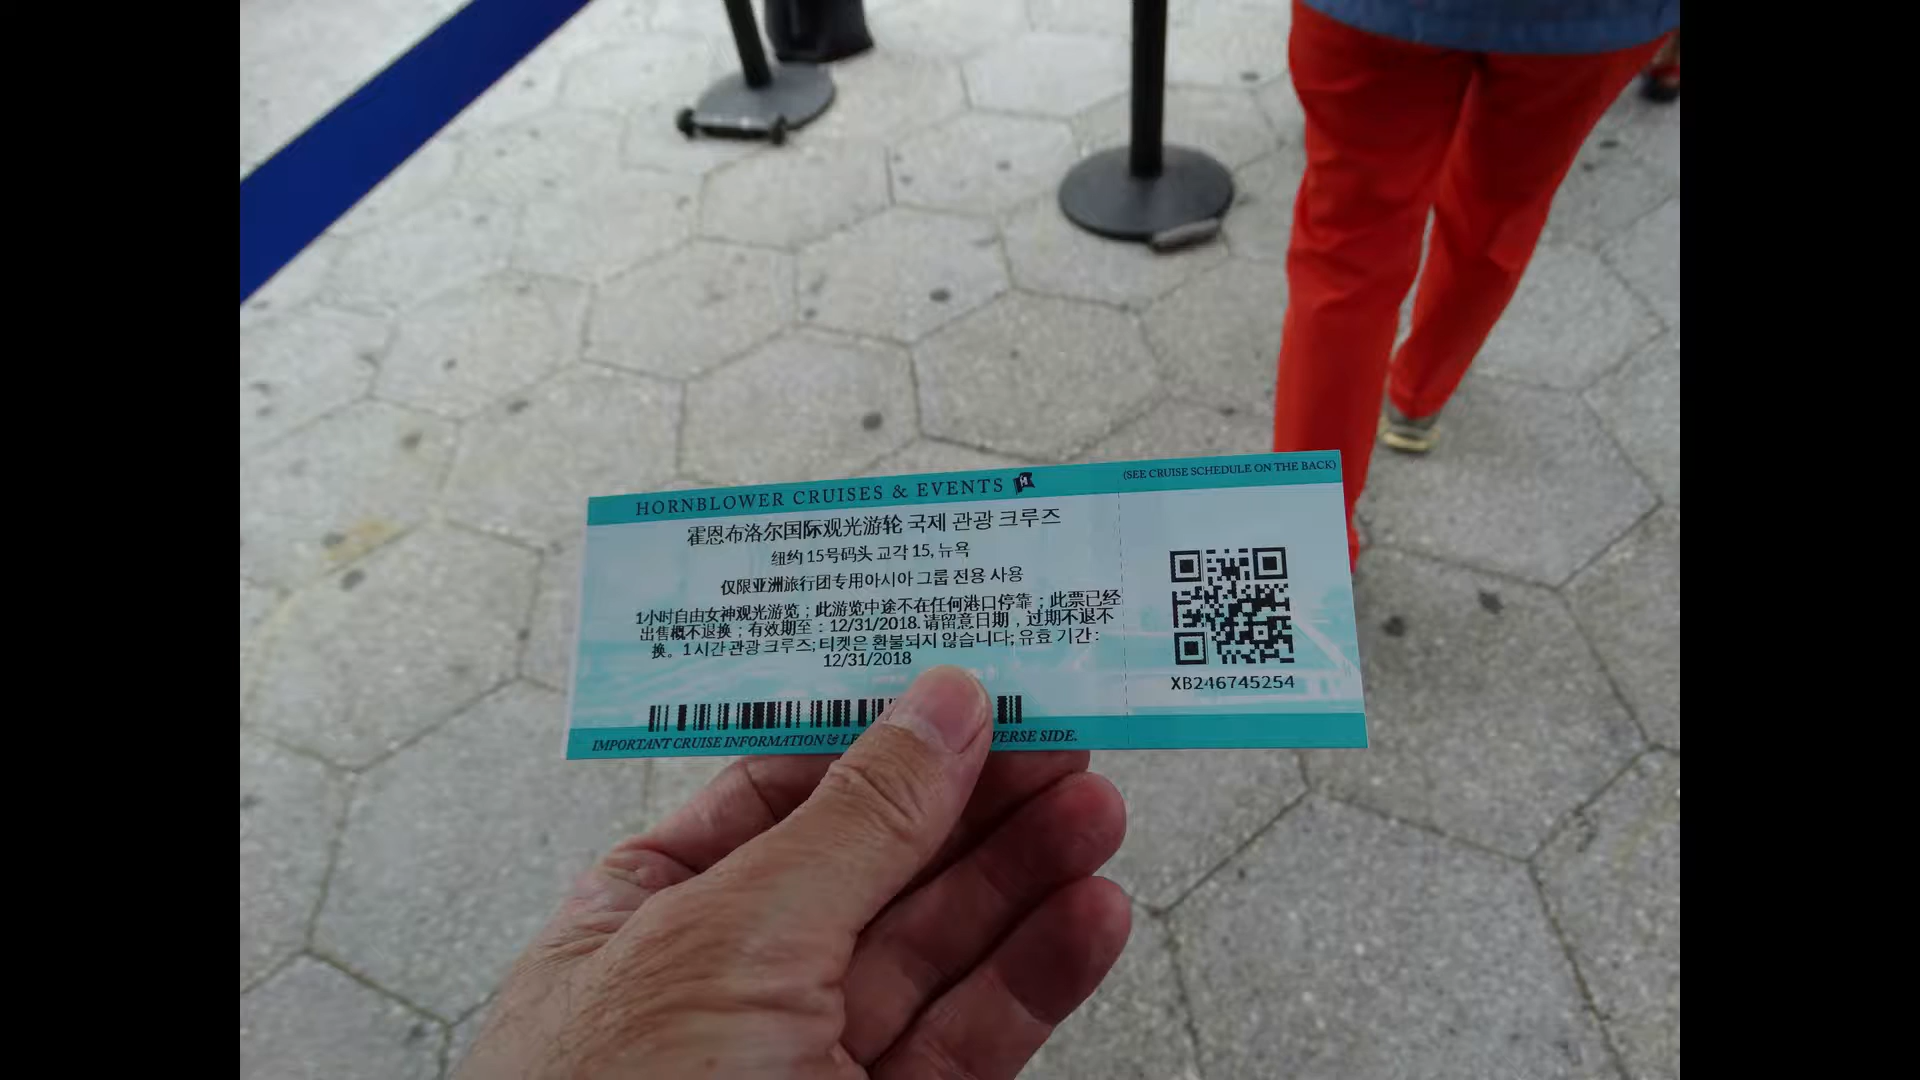 HORNBLOWER CRUISES & EVENTS
(SEE CRUISE SCHEDULE ON THE BACK)
霍恩布洛尔国际观光游轮 국제 관광 크루즈
纽约 15号码头 교각 15, 뉴욕
仅限亚洲旅行团专用아시아 그룹 전용 사용
1小时自由女神观光游览；此游览中途不在任何港口停靠；此票已经
出售概不退换；有效期至：12/31/2018.请留意日期，过期不退不
换。1시간 관광 크루즈; 티켓은 환불되지 않습니다; 유효 기간 :
12/31/2018
XB246745254
IMPORTANT CRUISE INFORMATION & SIDE.